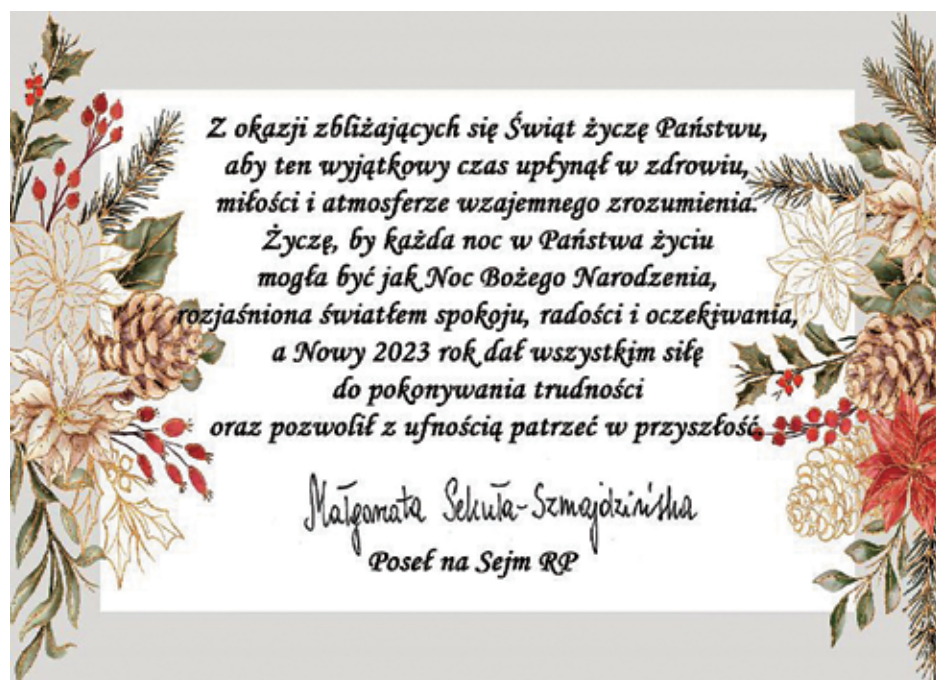 Z okazji zbliżających się Świąt życzę Państwu,
aby ten wyjątkowy czas upłynął w zdrowiu,
miłości i atmosferze wzajemnego zrozumienia.
Życzę, by każda noc w Państwa życiu
mogła być jak Noc Bożego Narodzenia,
rozjaśniona światłem spokoju, radości i oczekiwania,
a Nowy 2023 rok dał wszystkim siłę
do pokonywania trudności
oraz pozwolił z ufnością patrzeć w przyszłość.
Małgorzata Sekuła-Szmajdzińska
Poseł na Sejm RP